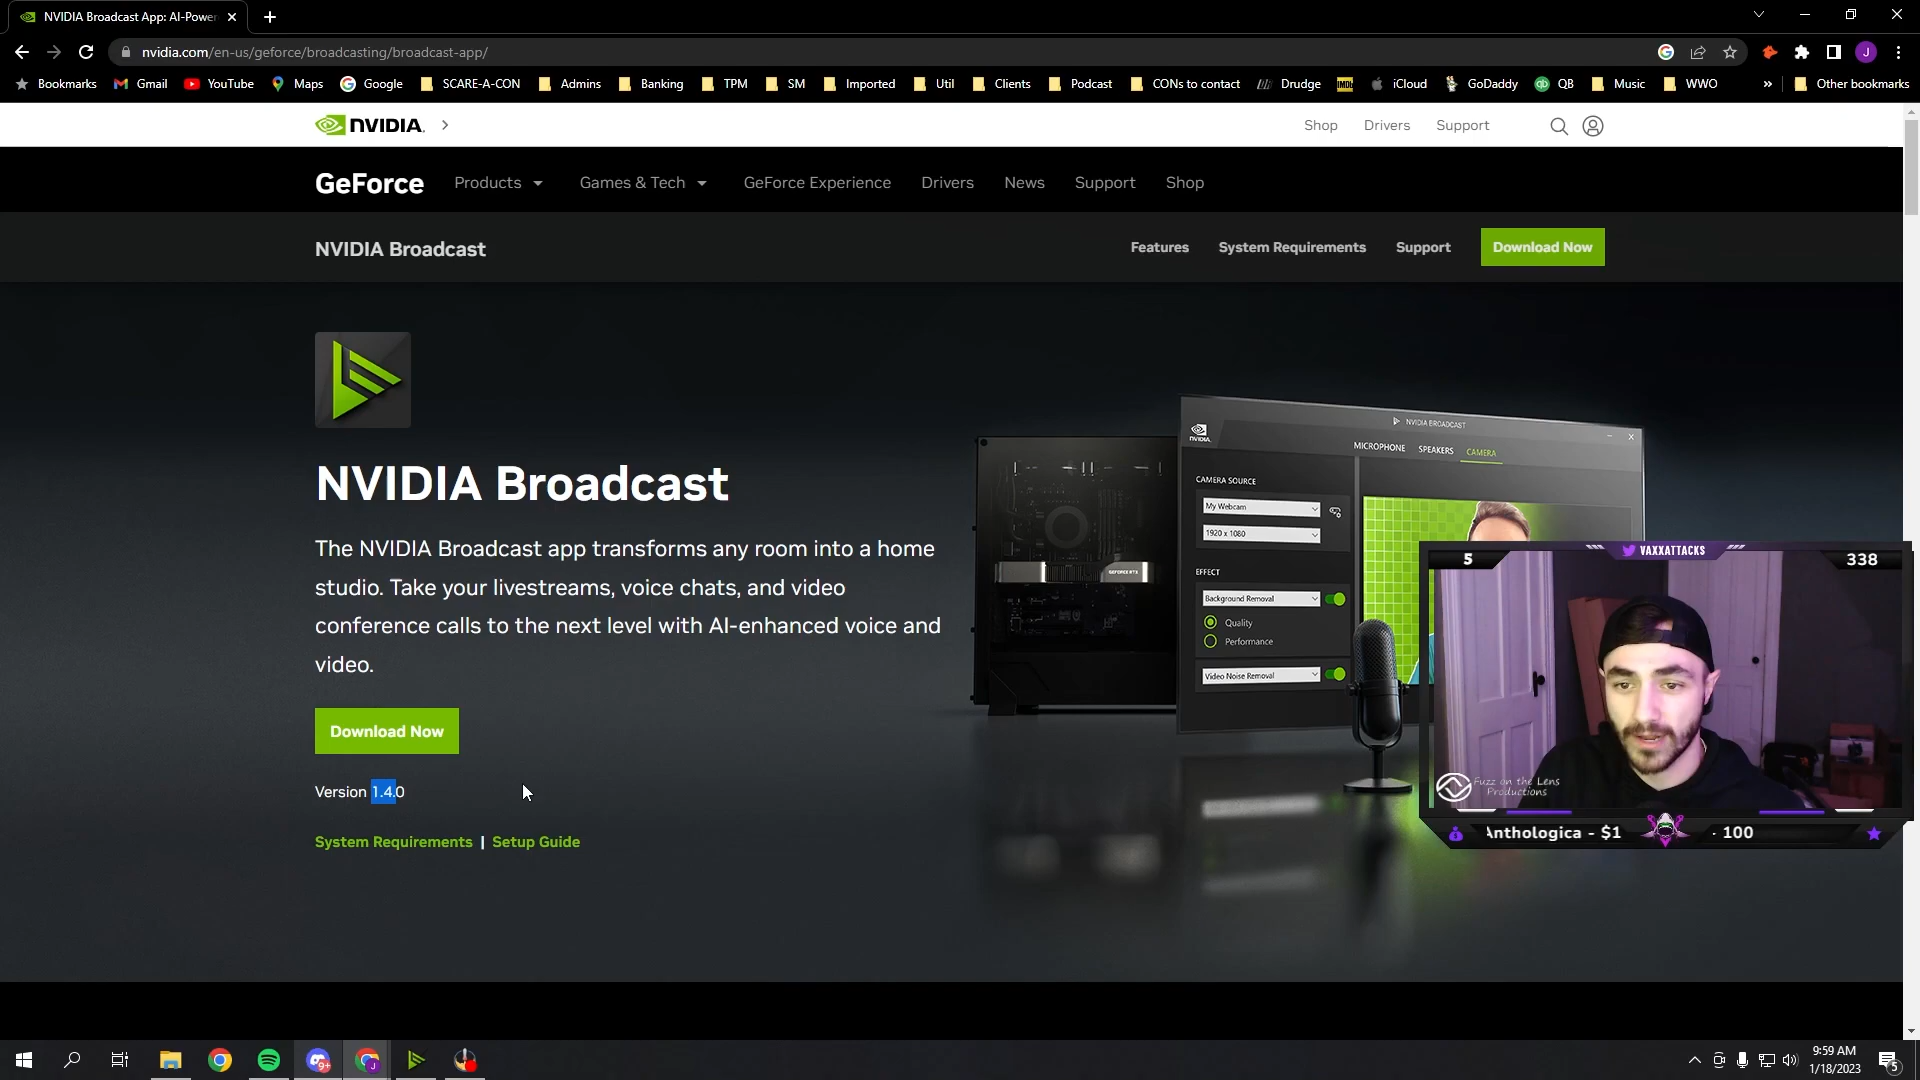 NVIDIA Broadcast App: AI-Power
nvidia.com/en-us/geforce/broadcasting/broadcast-app/
J
Bookmarks Gmail YouTube Maps Google SCARE-A-CON Admins Banking TPM SM Imported Util Clients Podcast CONs to contact Drudge IMDb iCloud GoDaddy QB Music WWO » Other bookmarks
NVIDIA. Shop Drivers Support
GeForce Products Games & Tech GeForce Experience Drivers News Support Shop
NVIDIA Broadcast Features System Requirements Support Download Now
NVIDIA Broadcast
The NVIDIA Broadcast app transforms any room into a home
studio. Take your livestreams, voice chats, and video
conference calls to the next level with AI-enhanced voice and
video.
Download Now
Version 1.4.0
System Requirements | Setup Guide
NVIDIA BROADCAST
NVIDIA.
MICROPHONE SPEAKERS CAMERA
CAMERA SOURCE
My Webcam
1920 x 1080
EFFECT
Background Removal
Quality
Performance
Video Noise Removal
GEFORCE RTX
5 VAXXATTACKS 338
Fuzz on the Lens
Productions
Anthologica - $1 · 100
9+ J
9:59 AM
1/18/2023
5